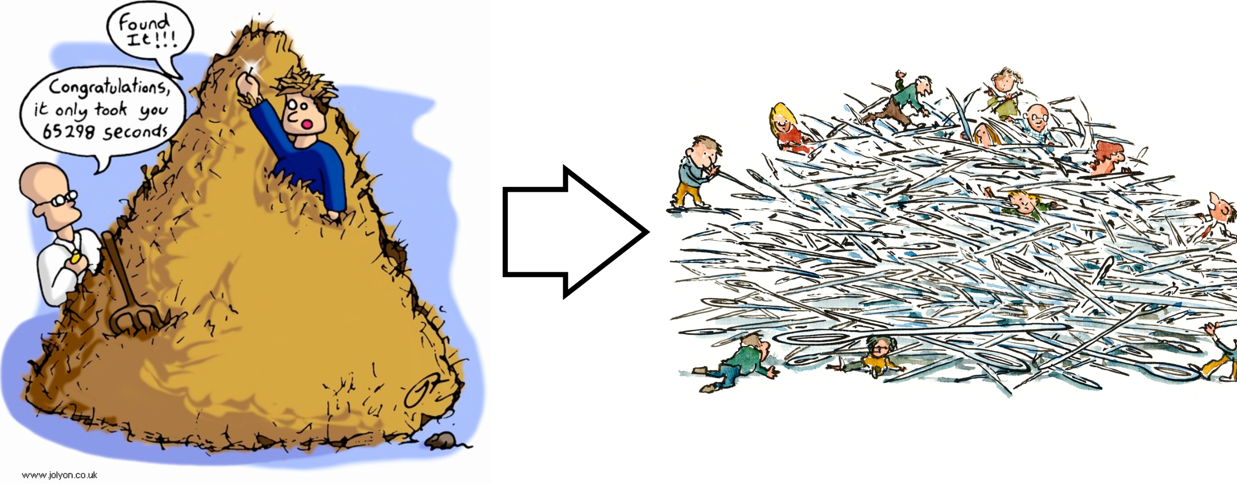 Found
It!!!
Congratulations,
it only took you
65298 seconds
www.jolyon.co.uk